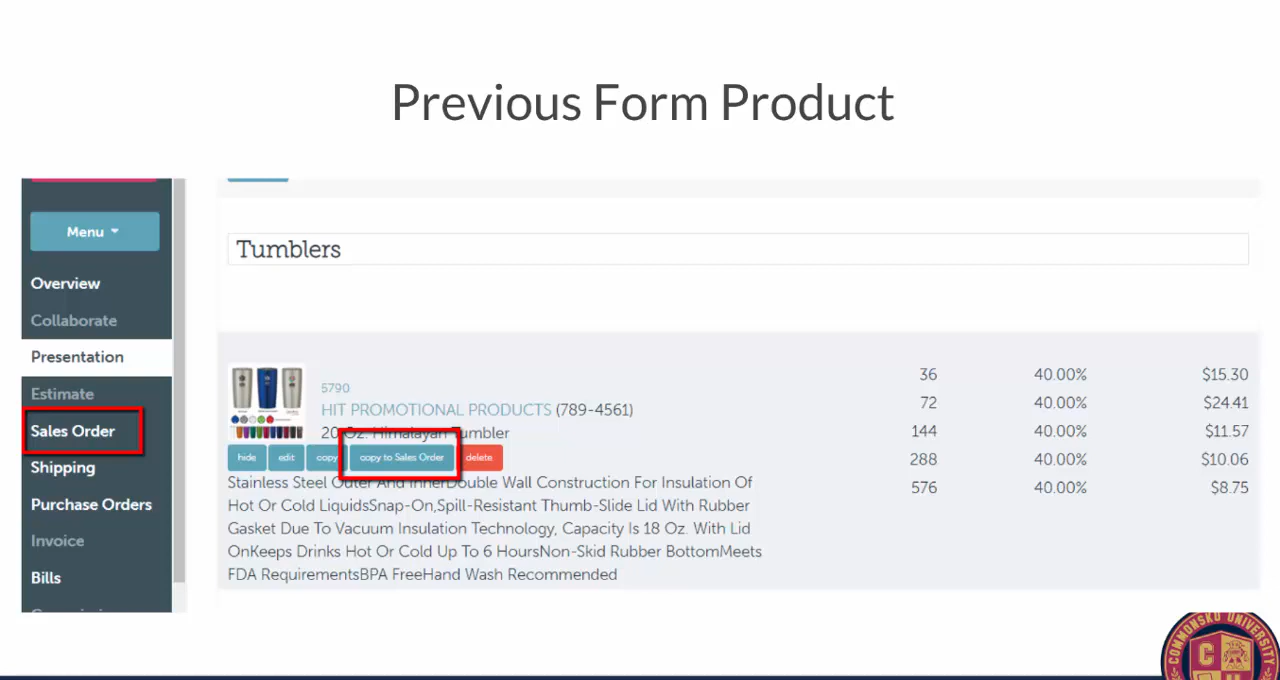 Previous Form Product
Menu
Overview
Collaborate
Presentation
Estimate
Sales Order
Shipping
Purchase Orders
Invoice
Bills
Tumblers
5790
HIT PROMOTIONAL PRODUCTS (789-4561)
20 Oz. Himalayan Tumbler
hide edit copy copy to Sales Order delete
Stainless Steel Outer And InnerDouble Wall Construction For Insulation Of
Hot Or Cold LiquidsSnap-On,Spill-Resistant Thumb-Slide Lid With Rubber
Gasket Due To Vacuum Insulation Technology, Capacity Is 18 Oz. With Lid
OnKeeps Drinks Hot Or Cold Up To 6 HoursNon-Skid Rubber BottomMeets
FDA RequirementsBPA FreeHand Wash Recommended
36 40.00% $15.30
72 40.00% $24.41
144 40.00% $11.57
288 40.00% $10.06
576 40.00% $8.75
COMMONSKU UNIVERSITY
C